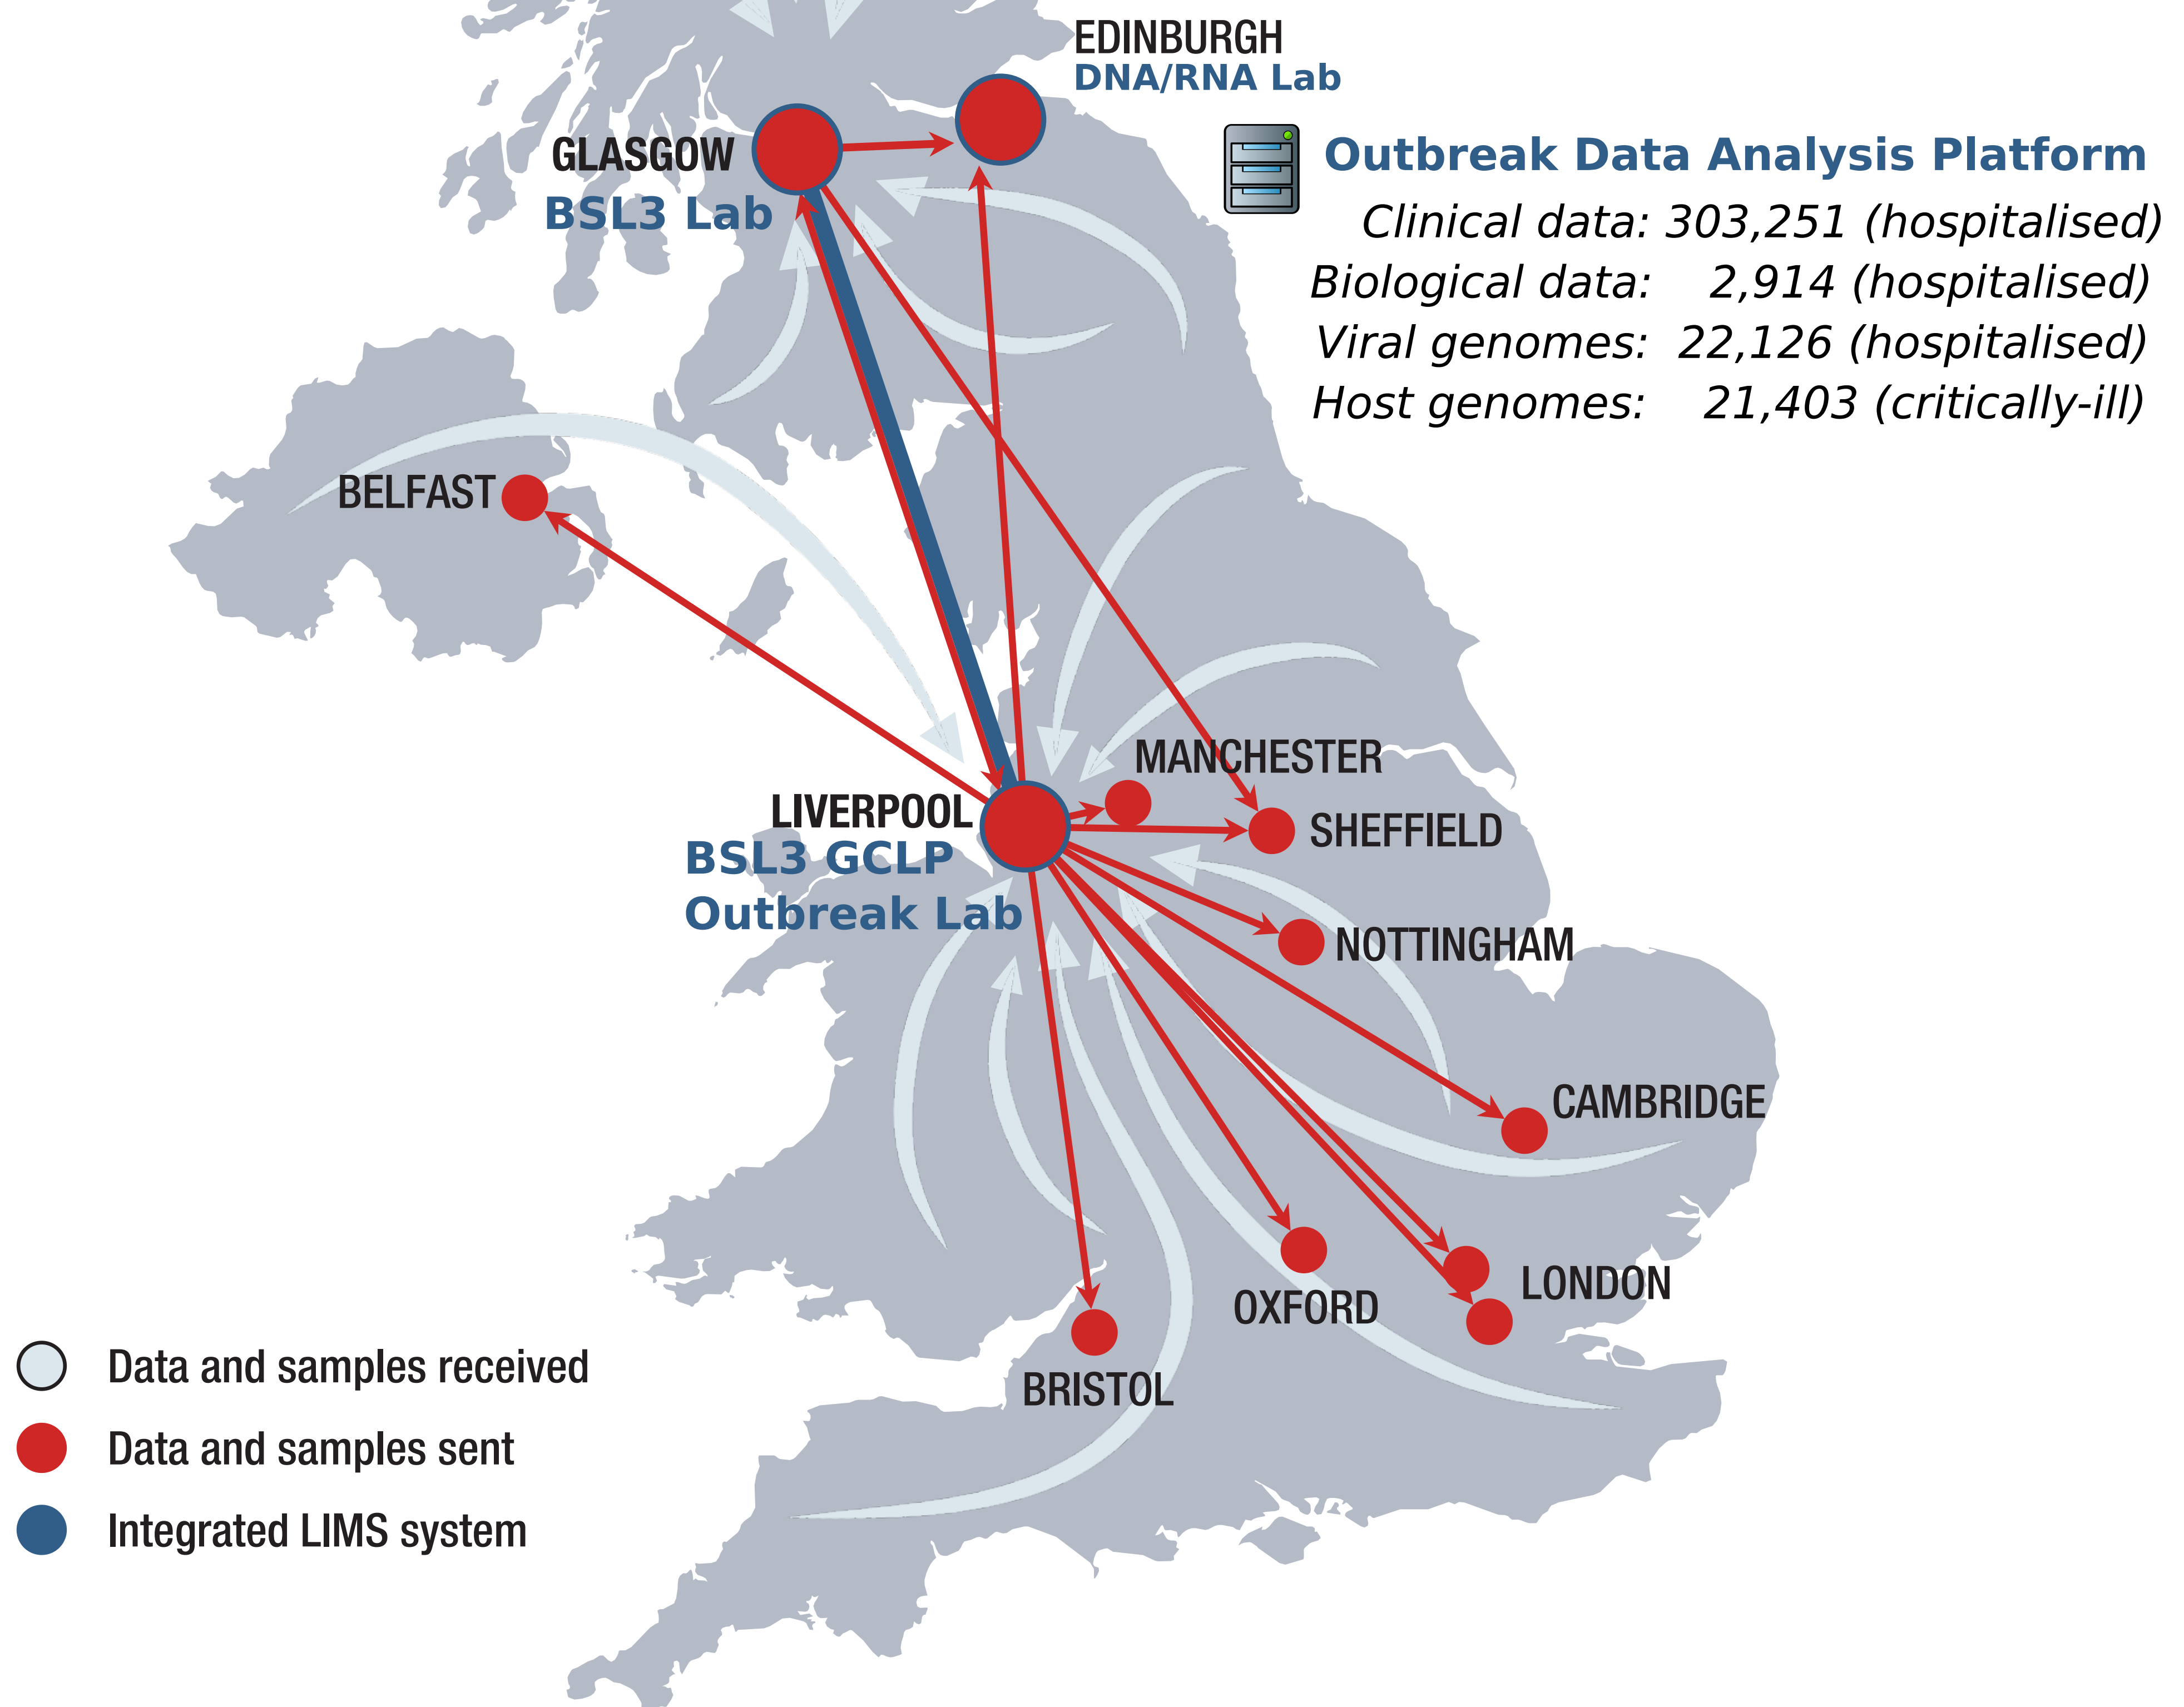 EDINBURGH
DNA/RNA Lab
GLASGOW
BSL3 Lab
Outbreak Data Analysis Platform
Clinical data: 303,251 (hospitalised)
Biological data: 2,914 (hospitalised)
Viral genomes: 22,126 (hospitalised)
Host genomes: 21,403 (critically-ill)
BELFAST
MANCHESTER
LIVERPOOL
BSL3 GCLP
Outbreak Lab
SHEFFIELD
NOTTINGHAM
CAMBRIDGE
LONDON
OXFORD
BRISTOL
Data and samples received
Data and samples sent
Integrated LIMS system